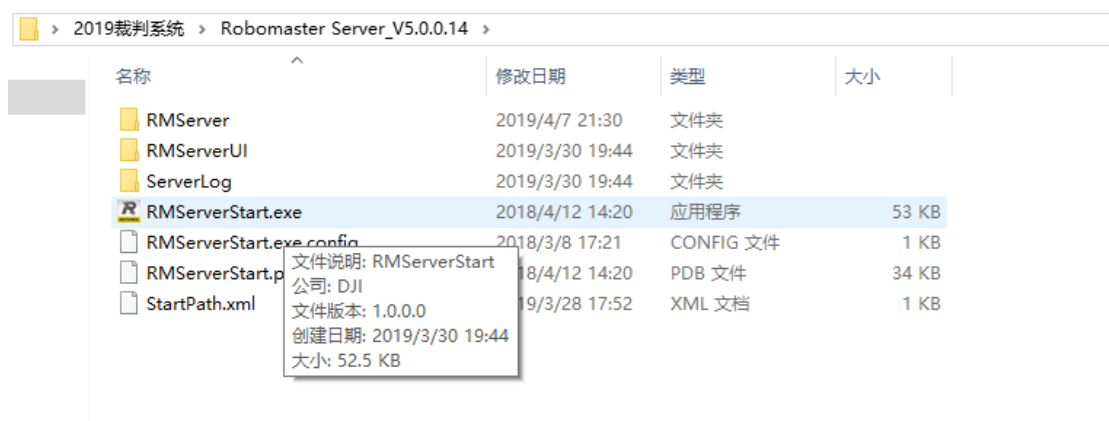 2019裁判系统 > Robomaster Server_V5.0.0.14 >
名称 修改日期 类型 大小
RMServer 2019/4/7 21:30 文件夹
RMServerUI 2019/3/30 19:44 文件夹
ServerLog 2019/3/30 19:44 文件夹
RMServerStart.exe 2018/4/12 14:20 应用程序 53 KB
RMServerStart.exe.config 2018/3/8 17:21 CONFIG 文件 1 KB
RMServerStart.p 18/4/12 14:20 PDB 文件 34 KB
StartPath.xml 19/3/28 17:52 XML 文档 1 KB
文件说明: RMServerStart
公司: DJI
文件版本: 1.0.0.0
创建日期: 2019/3/30 19:44
大小: 52.5 KB